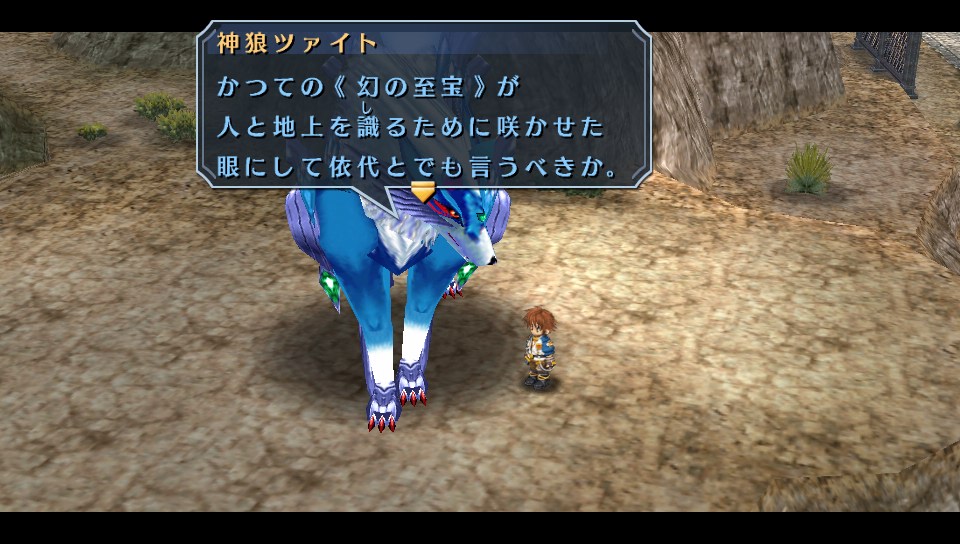 神狼ツァイト
かつての《幻の至宝》が
し
人と地上を識るために咲かせた
眼にして依代とでも言うべきか。